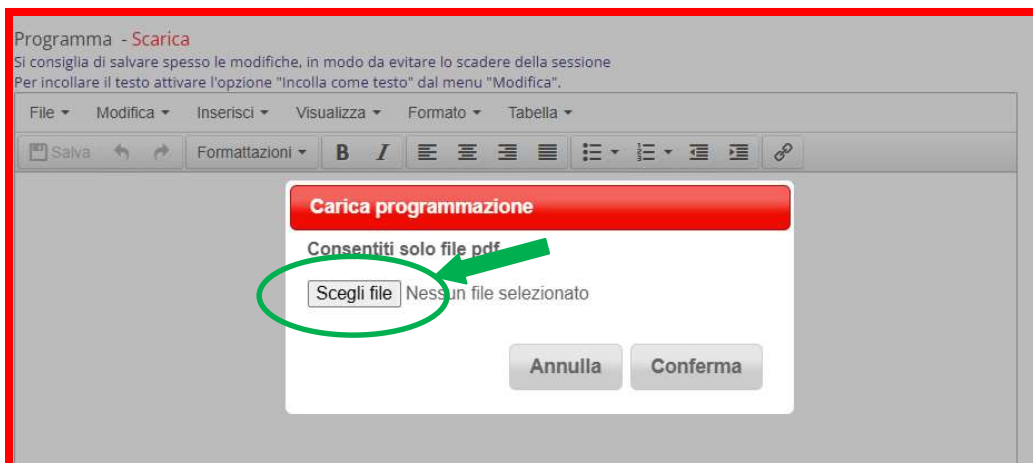 Programma - Scarica
Si consiglia di salvare spesso le modifiche, in modo da evitare lo scadere della sessione
Per incollare il testo attivare l'opzione "Incolla come testo" dal menu "Modifica".
File Modifica Inserisci Visualizza Formato Tabella
Salva Formattazioni B I
Carica programmazione
Consentiti solo file pdf
Scegli file Nessun file selezionato
Annulla Conferma